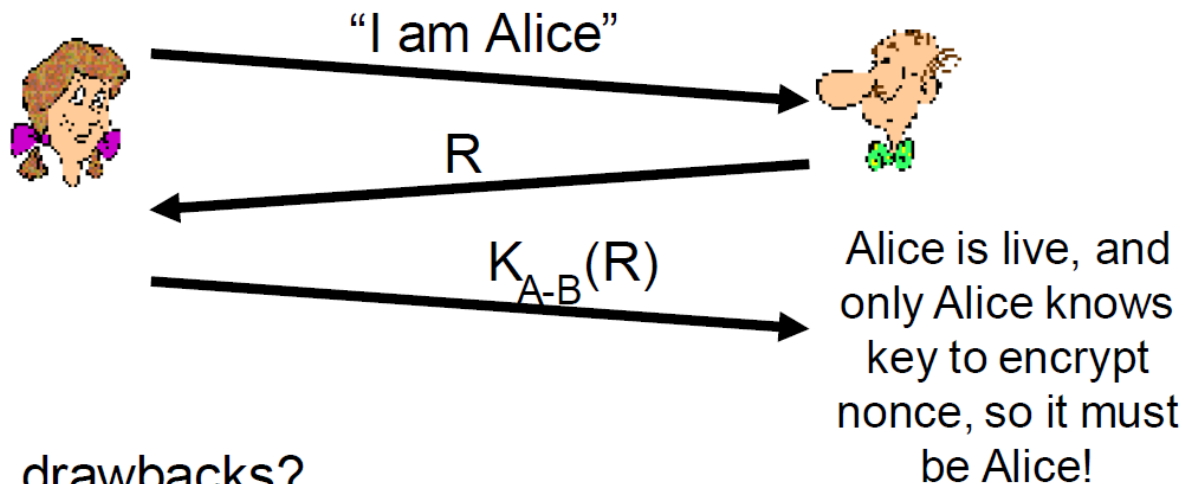 “I am Alice”
R
K_A-B(R)
Alice is live, and
only Alice knows
key to encrypt
nonce, so it must
be Alice!
drawbacks?